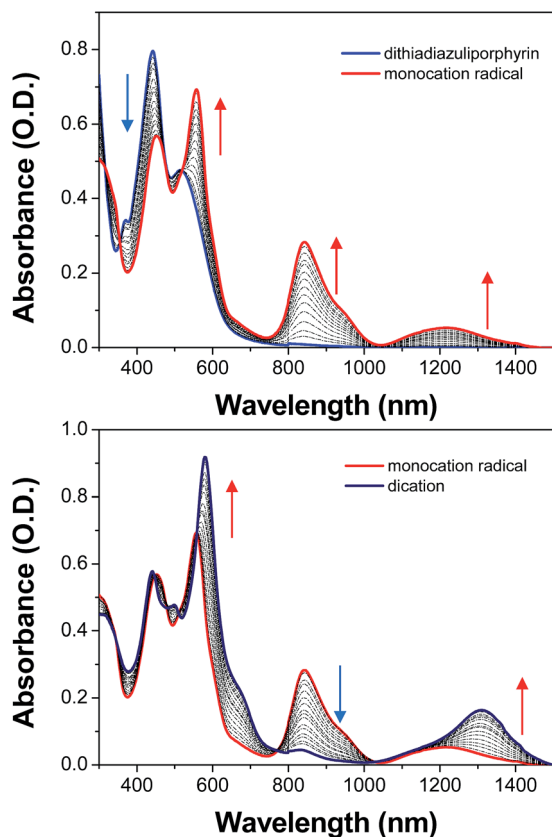 0.8
dithiadiazuliporphyrin
monocation radical
0.6
0.4
0.2
0.0
Absorbance (O.D.)
400 600 800 1000 1200 1400
Wavelength (nm)
1.0
monocation radical
dication
0.8
0.6
0.4
0.2
0.0
Absorbance (O.D.)
400 600 800 1000 1200 1400
Wavelength (nm)